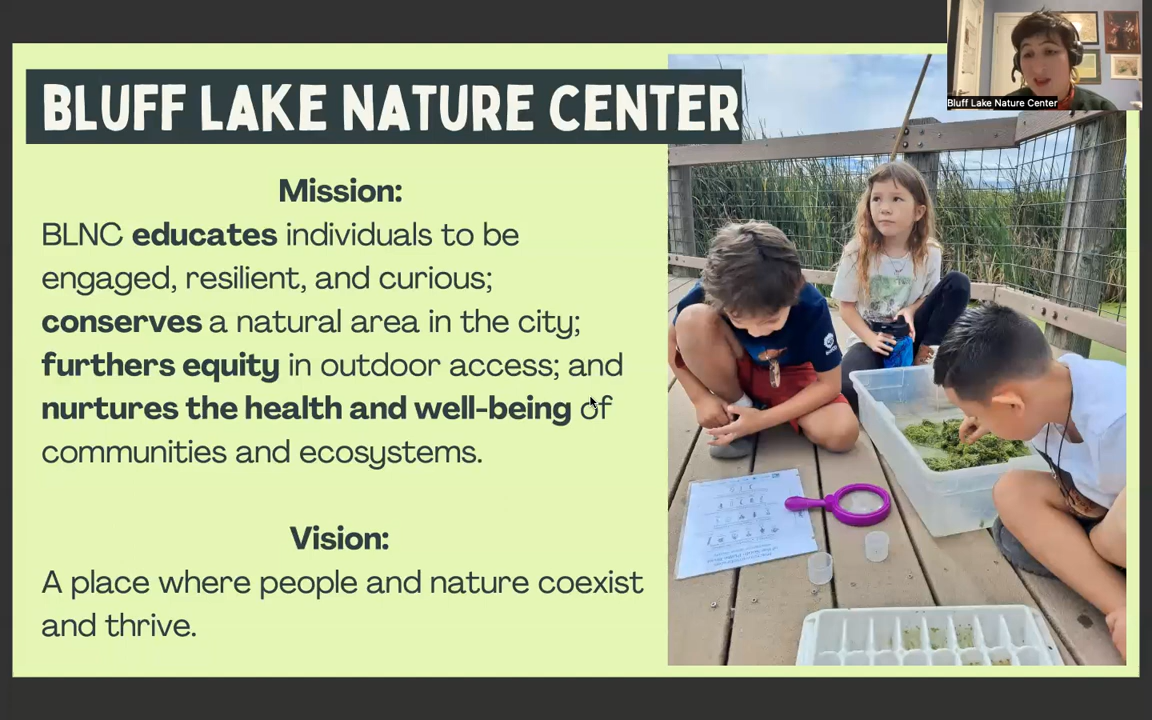 BLUFF LAKE NATURE CENTER
Bluff Lake Nature Center
Mission:
BLNC educates individuals to be
engaged, resilient, and curious;
conserves a natural area in the city;
furthers equity in outdoor access; and
nurtures the health and well-being of
communities and ecosystems.
Vision:
A place where people and nature coexist
and thrive.